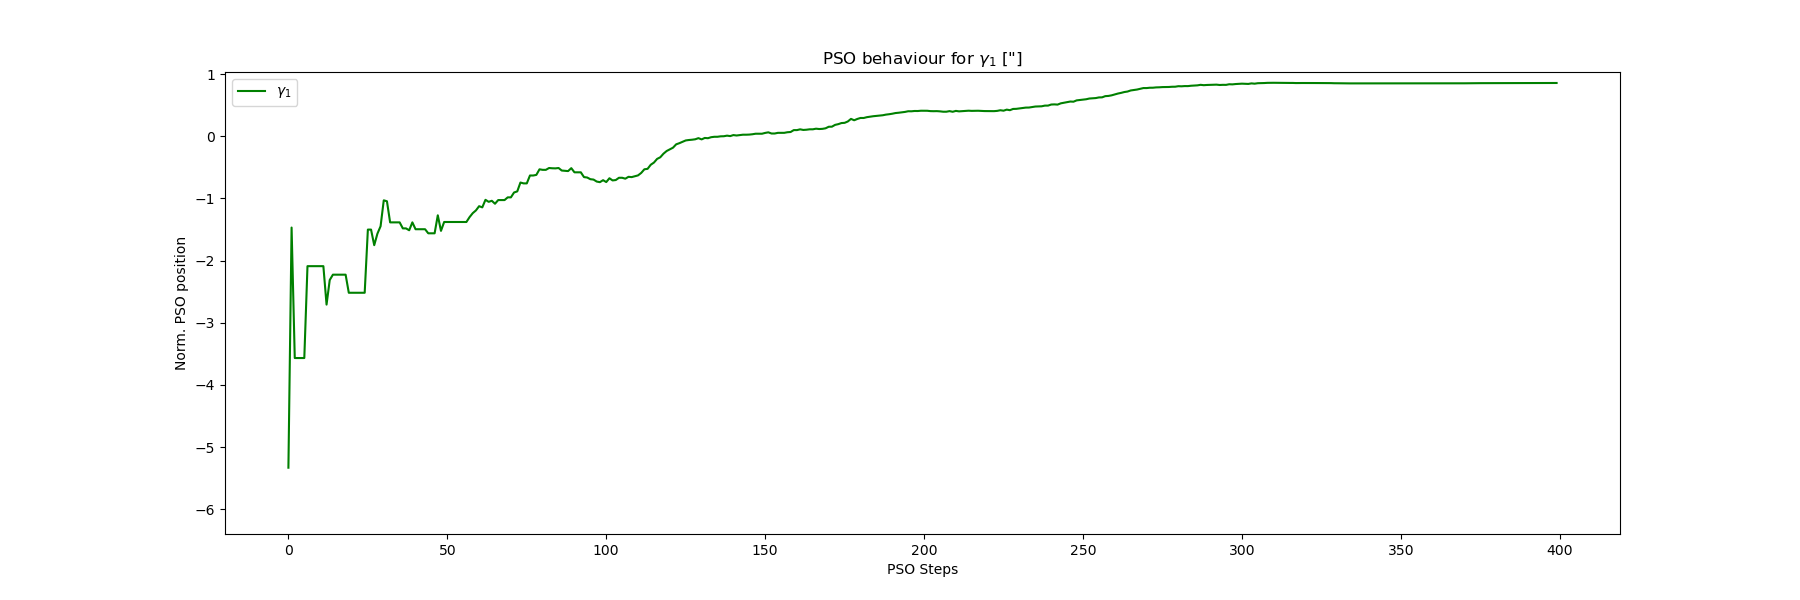 PSO behaviour for γ₁ ["]
γ₁
Norm. PSO position
1
0
−1
−2
−3
−4
−5
−6
0 50 100 150 200 250 300 350 400
PSO Steps